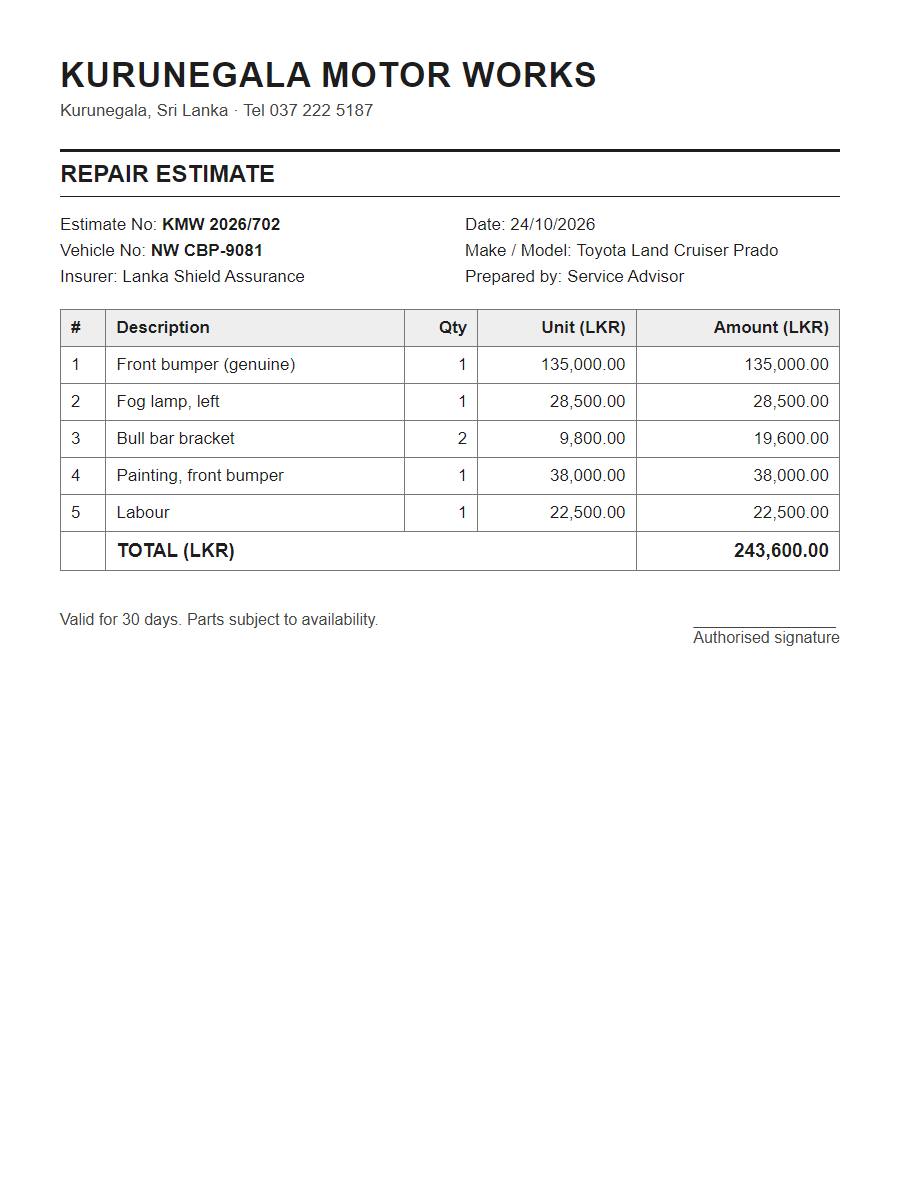 KURUNEGALA MOTOR WORKS
Kurunegala, Sri Lanka · Tel 037 222 5187
REPAIR ESTIMATE
Estimate No: KMW 2026/702 Date: 24/10/2026
Vehicle No: NW CBP-9081 Make / Model: Toyota Land Cruiser Prado
Insurer: Lanka Shield Assurance Prepared by: Service Advisor
# Description Qty Unit (LKR) Amount (LKR)
1 Front bumper (genuine) 1 135,000.00 135,000.00
2 Fog lamp, left 1 28,500.00 28,500.00
3 Bull bar bracket 2 9,800.00 19,600.00
4 Painting, front bumper 1 38,000.00 38,000.00
5 Labour 1 22,500.00 22,500.00
TOTAL (LKR) 243,600.00
Valid for 30 days. Parts subject to availability.
Authorised signature